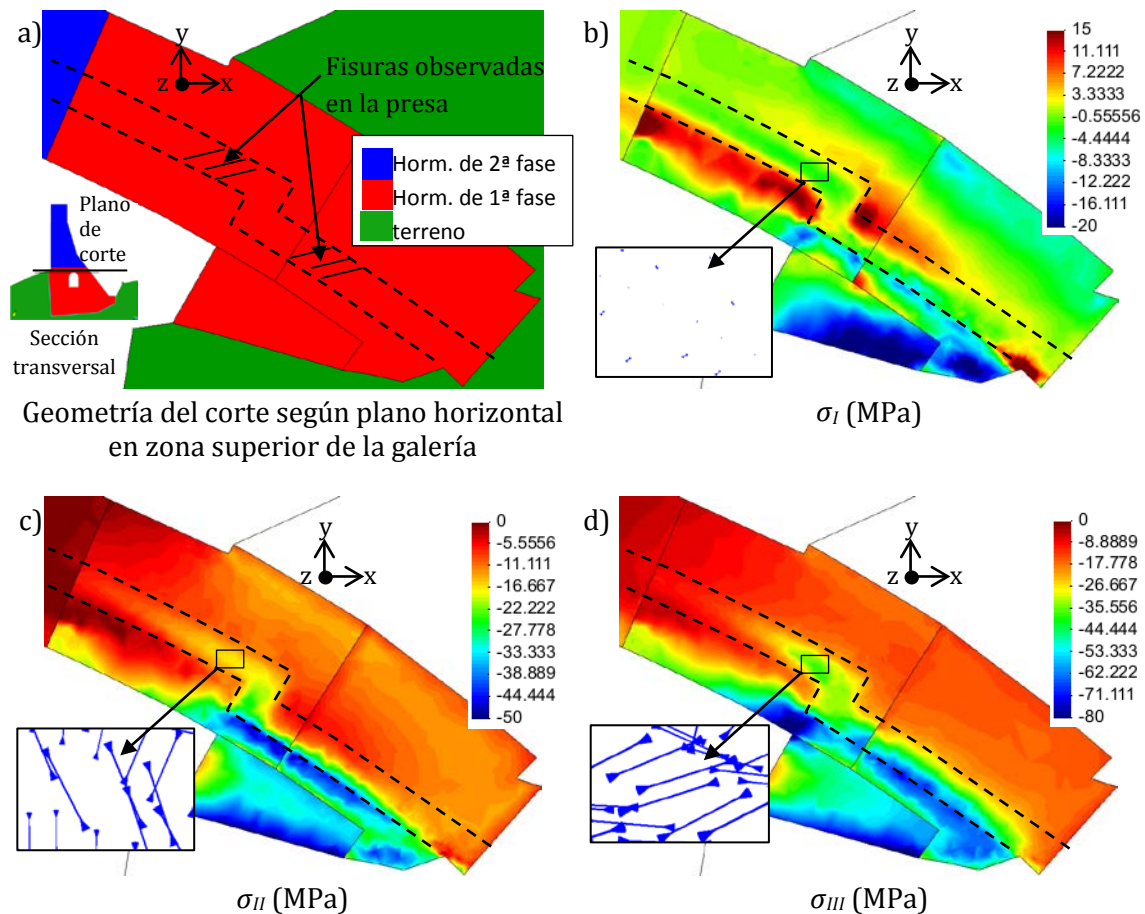 a)
y
z
x
Fisuras observadas
en la presa
Horm. de 2ª fase
Horm. de 1ª fase
terreno
Plano
de
corte
Sección
transversal
Geometría del corte según plano horizontal
en zona superior de la galería
b)
y
z
x
15
11.111
7.2222
3.3333
-0.55556
-4.4444
-8.3333
-12.222
-16.111
-20
σI (MPa)
c)
y
z
x
0
-5.5556
-11.111
-16.667
-22.222
-27.778
-33.333
-38.889
-44.444
-50
σII (MPa)
d)
y
z
x
0
-8.8889
-17.778
-26.667
-35.556
-44.444
-53.333
-62.222
-71.111
-80
σIII (MPa)